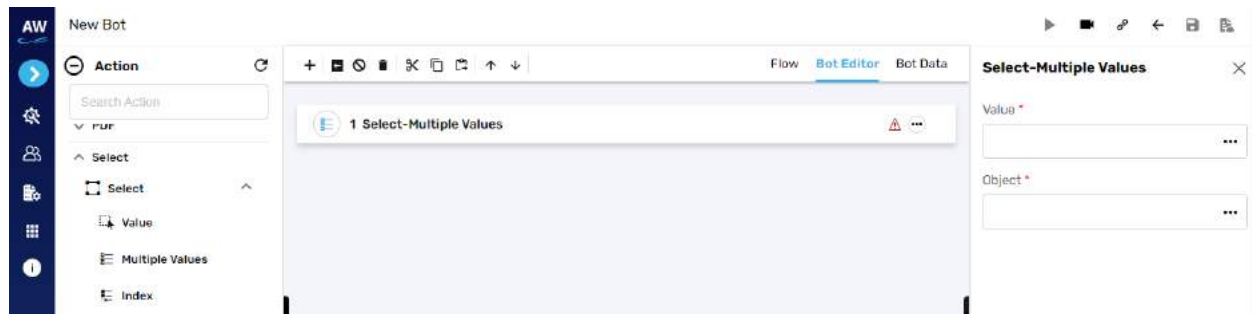 AW
New Bot
Action
Search Action
PDF
Select
Select
Value
Multiple Values
Index
Flow Bot Editor Bot Data
1 Select-Multiple Values
Select-Multiple Values
Value *
Object *